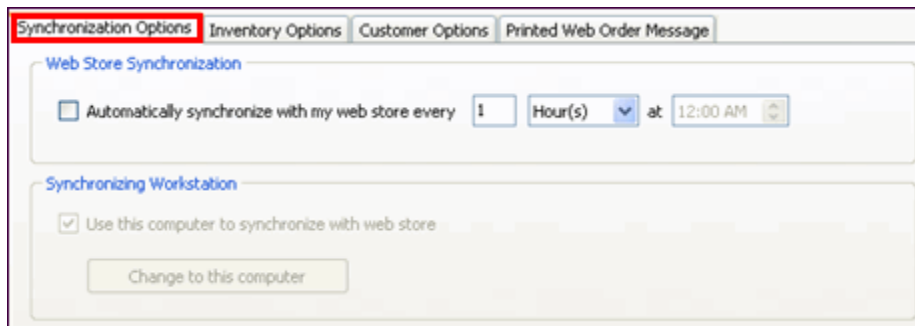 Synchronization Options Inventory Options Customer Options Printed Web Order Message
Web Store Synchronization
Automatically synchronize with my web store every 1 Hour(s) at 12:00 AM
Synchronizing Workstation
Use this computer to synchronize with web store
Change to this computer